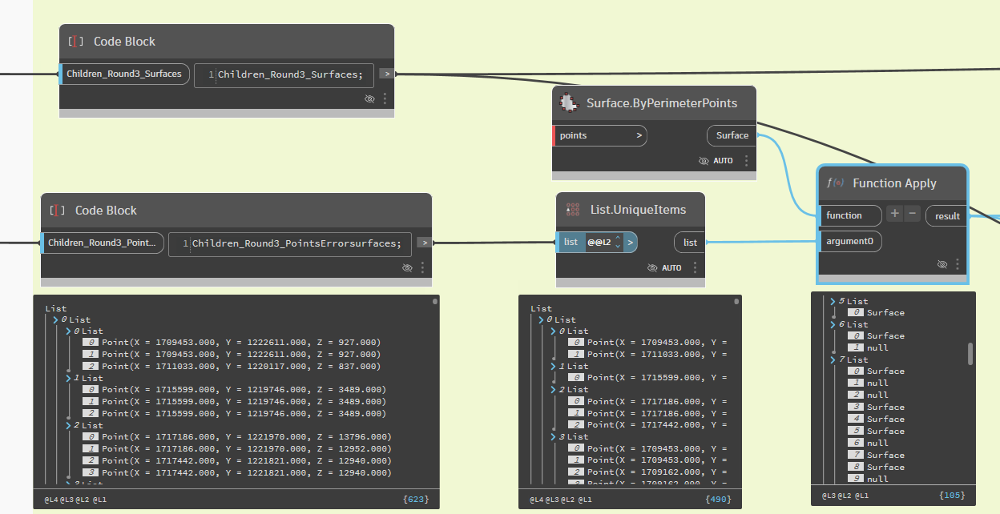 Code Block
Children_Round3_Surfaces
1 Children_Round3_Surfaces;
>
Surface.ByPerimeterPoints
points >
Surface
AUTO
Code Block
Children_Round3_Point...
1 Children_Round3_PointsErrorsurfaces;
>
List.UniqueItems
list @@L2 >
list
AUTO
f(x) Function Apply
function + −
result
argument0
List
0 List
0 List
0 Point(X = 1709453.000, Y = 1222611.000, Z = 927.000)
1 Point(X = 1709453.000, Y = 1222611.000, Z = 927.000)
2 Point(X = 1711033.000, Y = 1220117.000, Z = 837.000)
1 List
0 Point(X = 1715599.000, Y = 1219746.000, Z = 3489.000)
1 Point(X = 1715599.000, Y = 1219746.000, Z = 3489.000)
2 Point(X = 1715599.000, Y = 1219746.000, Z = 3489.000)
2 List
0 Point(X = 1717186.000, Y = 1221970.000, Z = 13796.000)
1 Point(X = 1717186.000, Y = 1221970.000, Z = 12952.000)
2 Point(X = 1717442.000, Y = 1221821.000, Z = 12940.000)
3 Point(X = 1717442.000, Y = 1221821.000, Z = 12940.000)
3 List
@L4 @L3 @L2 @L1
{623}
List
0 List
0 List
0 Point(X = 1709453.000, Y =
1 Point(X = 1711033.000, Y =
1 List
0 Point(X = 1715599.000, Y =
2 List
0 Point(X = 1717186.000, Y =
1 Point(X = 1717186.000, Y =
2 Point(X = 1717442.000, Y =
3 List
0 Point(X = 1709453.000, Y =
1 Point(X = 1709453.000, Y =
2 Point(X = 1709162.000, Y =
Point(X = 1709162.000, Y =
@L4 @L3 @L2 @L1
{490}
5 List
0 Surface
6 List
0 Surface
1 null
7 List
0 Surface
1 null
2 null
3 Surface
4 Surface
5 Surface
6 null
7 Surface
8 Surface
9 null
@L3 @L2 @L1
{105}